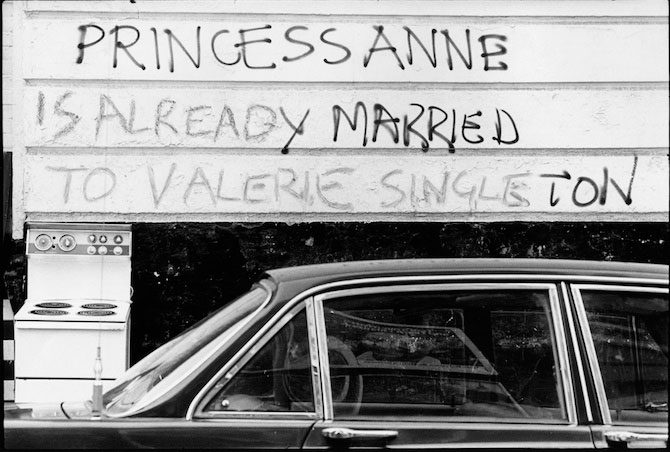 PRINCESS ANNE
IS ALREADY MARRIED
TO VALERIE SINGLETON